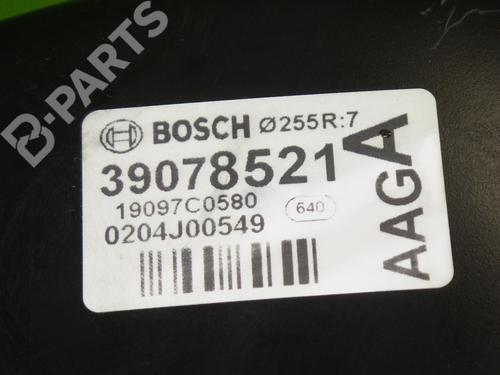 B-PARTS
BOSCH Ø255R:7
39078521
19097C0580 640
0204J00549
AAGA